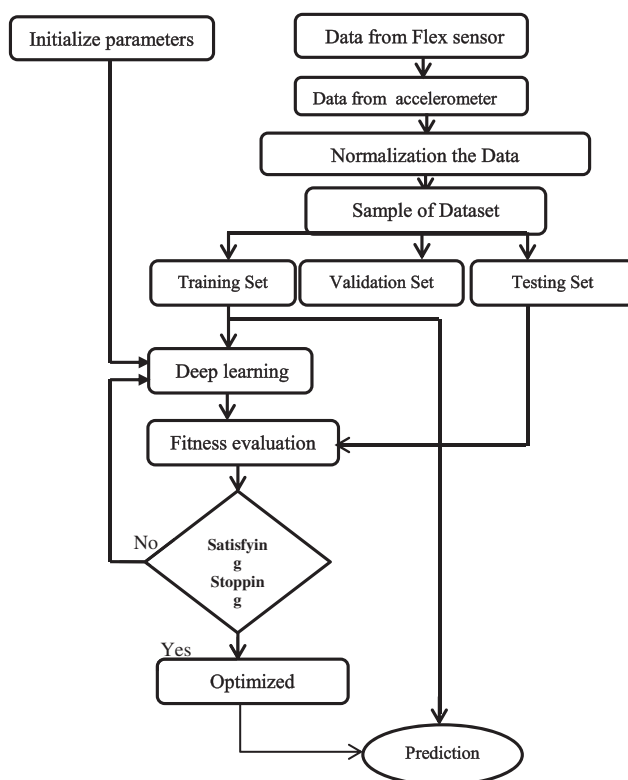 Initialize parameters
Data from Flex sensor
Data from accelerometer
Normalization the Data
Sample of Dataset
Training Set
Validation Set
Testing Set
Deep learning
Fitness evaluation
No
Satisfyin
g
Stoppin
g
Yes
Optimized
Prediction